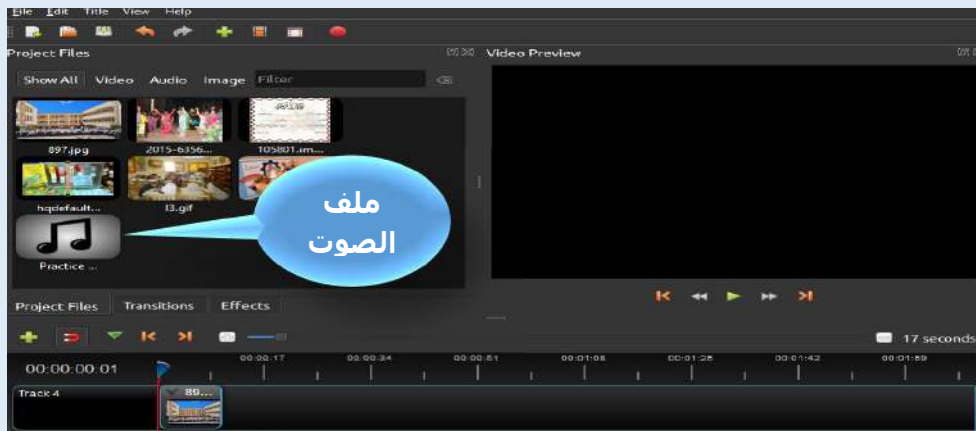 File Edit Title View Help
Project Files
Video Preview
Show All Video Audio Image Filter
897.jpg 2015-6356... 105801.im...
hqdefault... l3.gif
ملف
الصوت
Practice ...
Project Files Transitions Effects
17 seconds
00:00:00:01 00:00:17 00:00:34 00:00:51 00:01:08 00:01:25 00:01:42 00:01:59
Track 4 89...